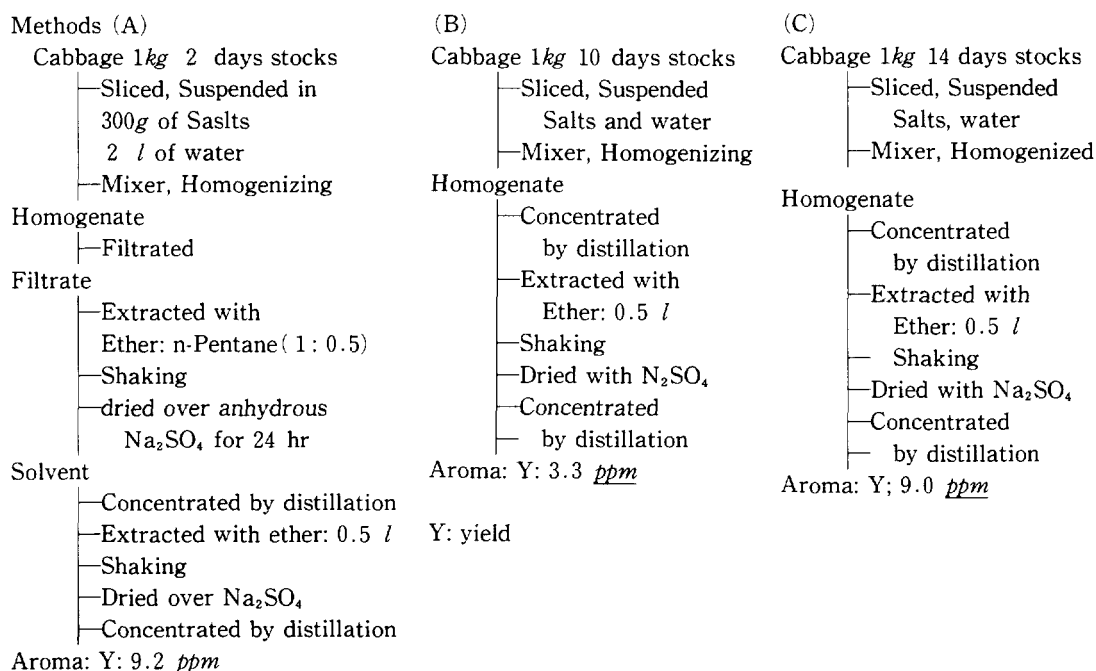 Methods (A)
Cabbage 1kg 2 days stocks
Sliced, Suspended in
300g of Saslts
2 l of water
Mixer, Homogenizing
Homogenate
Filtrated
Filtrate
Extracted with
Ether: n-Pentane(1:0.5)
Shaking
dried over anhydrous
Na₂SO₄ for 24 hr
Solvent
Concentrated by distillation
Extracted with ether: 0.5 l
Shaking
Dried over Na₂SO₄
Concentrated by distillation
Aroma: Y: 9.2 ppm
(B)
Cabbage 1kg 10 days stocks
Sliced, Suspended
Salts and water
Mixer, Homogenizing
Homogenate
Concentrated
by distillation
Extracted with
Ether: 0.5 l
Shaking
Dried with N₂SO₄
Concentrated
by distillation
Aroma: Y: 3.3 ppm
Y: yield
(C)
Cabbage 1kg 14 days stocks
Sliced, Suspended
Salts, water
Mixer, Homogenized
Homogenate
Concentrated
by distillation
Extracted with
Ether: 0.5 l
Shaking
Dried with Na₂SO₄
Concentrated
by distillation
Aroma: Y; 9.0 ppm